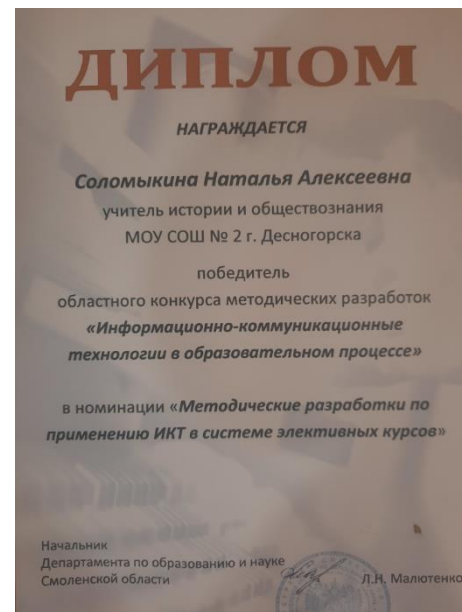 ДИПЛОМ
НАГРАЖДАЕТСЯ
Соломыкина Наталья Алексеевна
учитель истории и обществознания
МОУ СОШ № 2 г. Десногорска
победитель
областного конкурса методических разработок
«Информационно-коммуникационные
технологии в образовательном процессе»
в номинации «Методические разработки по
применению ИКТ в системе элективных курсов»
Начальник
Департамента по образованию и науке
Смоленской области Л.Н. Малютенко